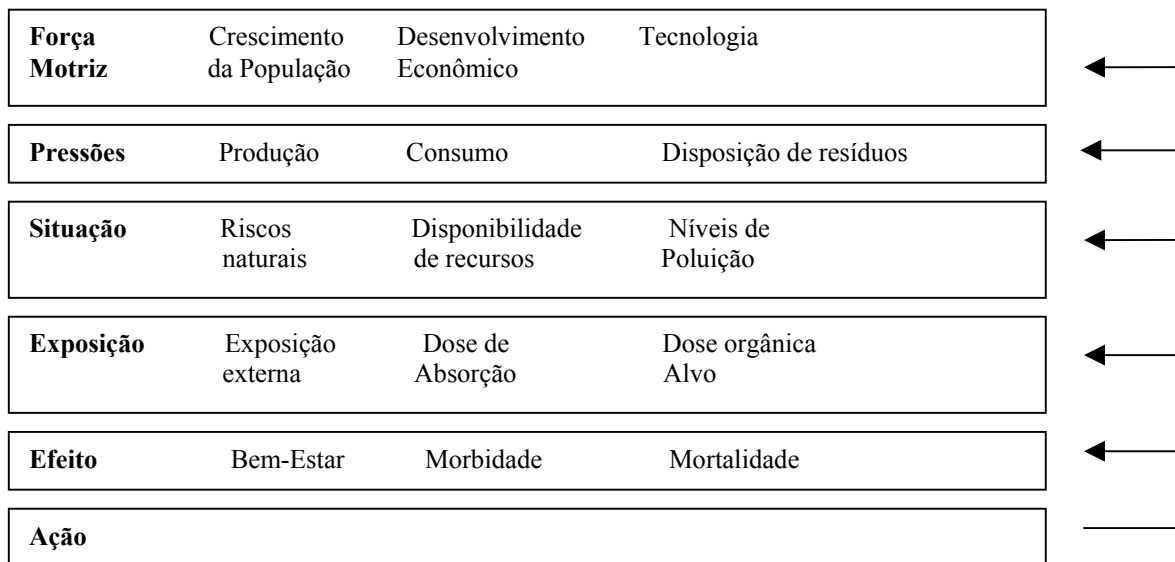 Força Crescimento Desenvolvimento Tecnologia
Motriz da População Econômico
Pressões Produção Consumo Disposição de resíduos
Situação Riscos Disponibilidade Níveis de
naturais de recursos Poluição
Exposição Exposição Dose de Dose orgânica
externa Absorção Alvo
Efeito Bem-Estar Morbidade Mortalidade
Ação